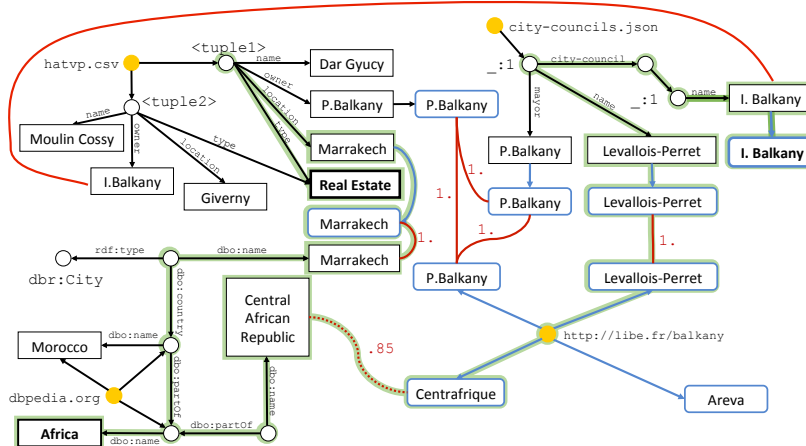 city-councils.json
<tuple1>
name
Dar Gyucy
hatvp.csv
owner
city-council
_:1
name
_:1
I. Balkany
P.Balkany
P.Balkany
location
type
<tuple2>
name
owner
type
location
mayor
name
Moulin Cossy
Marrakech
P.Balkany
Levallois-Perret
I. Balkany
I.Balkany
Giverny
Real Estate
1.
P.Balkany
Levallois-Perret
Marrakech
1.
1.
1.
rdf:type
dbo:name
Marrakech
dbr:City
P.Balkany
Levallois-Perret
dbo:country
Central
African
Republic
Morocco
dbo:name
.85
http://libe.fr/balkany
dbo:partOf
dbo:name
dbpedia.org
Centrafrique
Areva
Africa
dbo:name
dbo:partOf